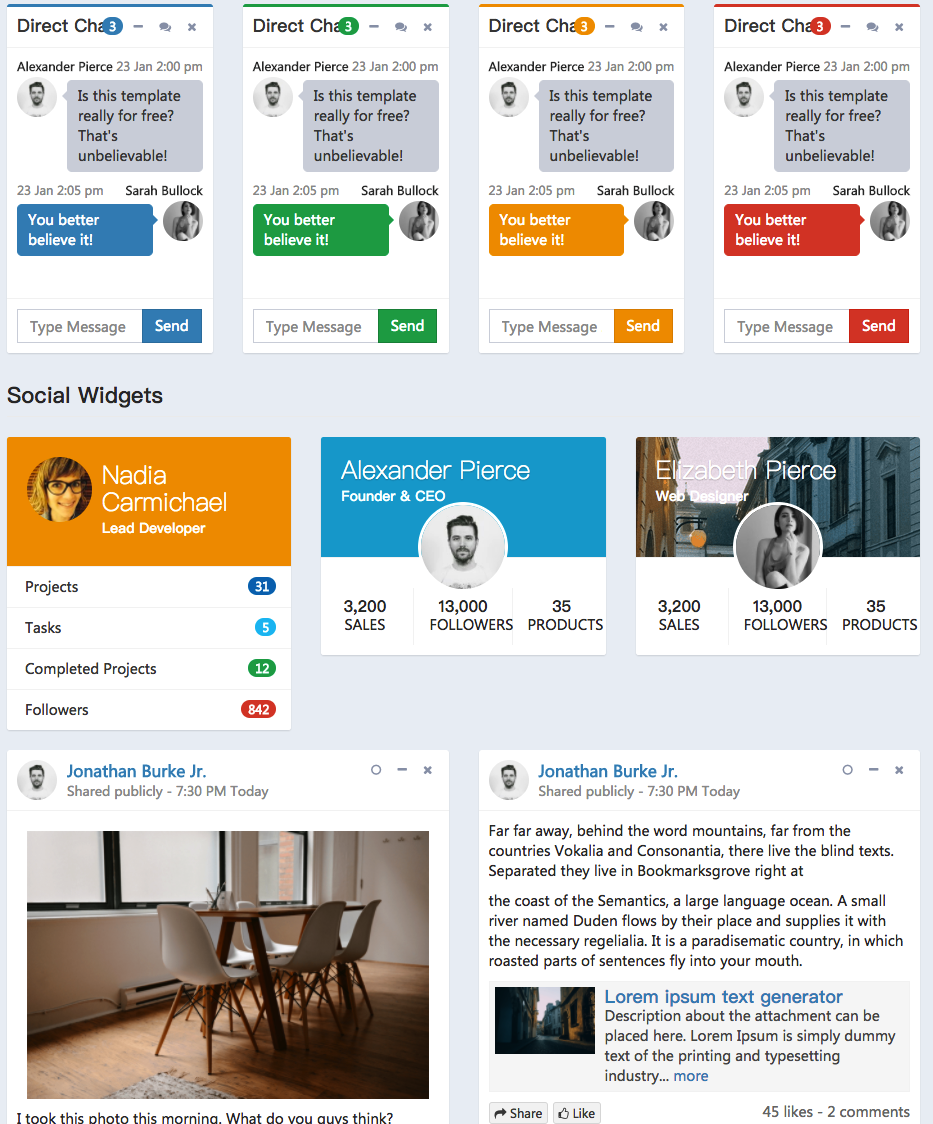 Direct Cha 3
Alexander Pierce 23 Jan 2:00 pm
Is this template
really for free?
That's
unbelievable!
23 Jan 2:05 pm Sarah Bullock
You better
believe it!
Type Message Send
Direct Cha 3
Alexander Pierce 23 Jan 2:00 pm
Is this template
really for free?
That's
unbelievable!
23 Jan 2:05 pm Sarah Bullock
You better
believe it!
Type Message Send
Direct Cha 3
Alexander Pierce 23 Jan 2:00 pm
Is this template
really for free?
That's
unbelievable!
23 Jan 2:05 pm Sarah Bullock
You better
believe it!
Type Message Send
Direct Cha 3
Alexander Pierce 23 Jan 2:00 pm
Is this template
really for free?
That's
unbelievable!
23 Jan 2:05 pm Sarah Bullock
You better
believe it!
Type Message Send
Social Widgets
Nadia
Carmichael
Lead Developer
Projects 31
Tasks 5
Completed Projects 12
Followers 842
Alexander Pierce
Founder & CEO
3,200 13,000 35
SALES FOLLOWERS PRODUCTS
Elizabeth Pierce
Web Designer
3,200 13,000 35
SALES FOLLOWERS PRODUCTS
Jonathan Burke Jr.
Shared publicly - 7:30 PM Today
I took this photo this morning. What do you guys think?
Jonathan Burke Jr.
Shared publicly - 7:30 PM Today
Far far away, behind the word mountains, far from the
countries Vokalia and Consonantia, there live the blind texts.
Separated they live in Bookmarksgrove right at
the coast of the Semantics, a large language ocean. A small
river named Duden flows by their place and supplies it with
the necessary regelialia. It is a paradisematic country, in which
roasted parts of sentences fly into your mouth.
Lorem ipsum text generator
Description about the attachment can be
placed here. Lorem Ipsum is simply dummy
text of the printing and typesetting
industry... more
Share Like 45 likes - 2 comments